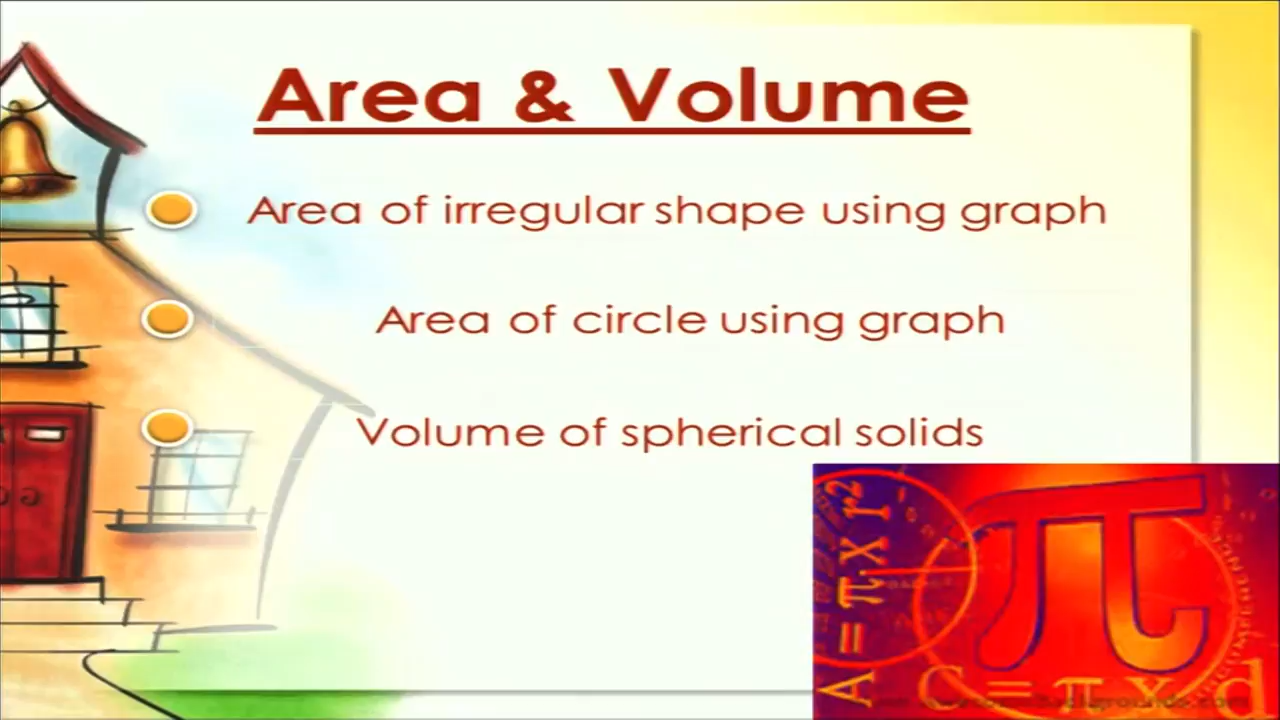 Area & Volume
Area of irregular shape using graph
Area of circle using graph
Volume of spherical solids
A = π x r²
π
C = π x d